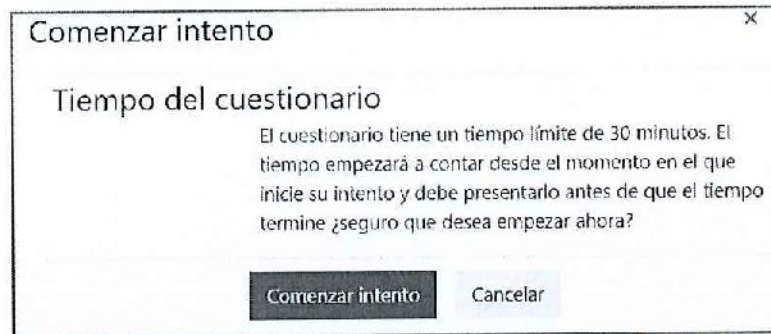 Comenzar intento ×
Tiempo del cuestionario
El cuestionario tiene un tiempo límite de 30 minutos. El
tiempo empezará a contar desde el momento en el que
inicie su intento y debe presentarlo antes de que el tiempo
termine ¿seguro que desea empezar ahora?
Comenzar intento Cancelar